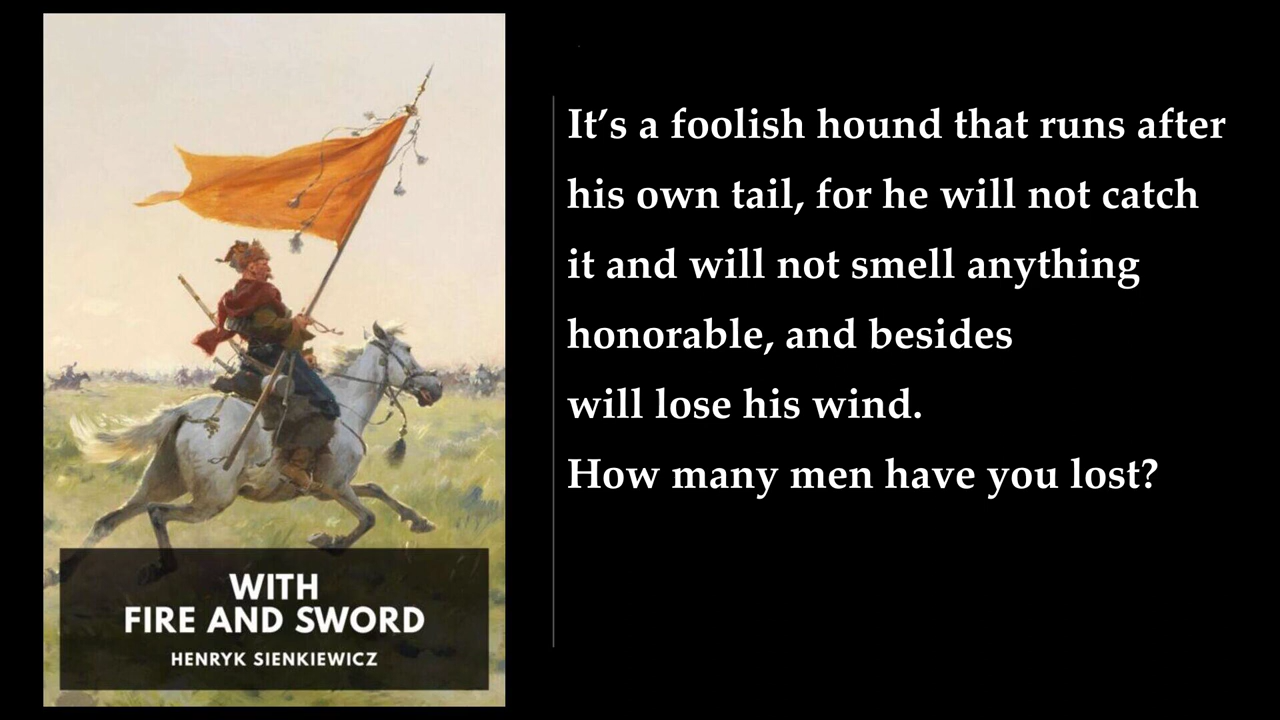 It’s a foolish hound that runs after
his own tail, for he will not catch
it and will not smell anything
honorable, and besides
will lose his wind.
How many men have you lost?
WITH
FIRE AND SWORD
HENRYK SIENKIEWICZ